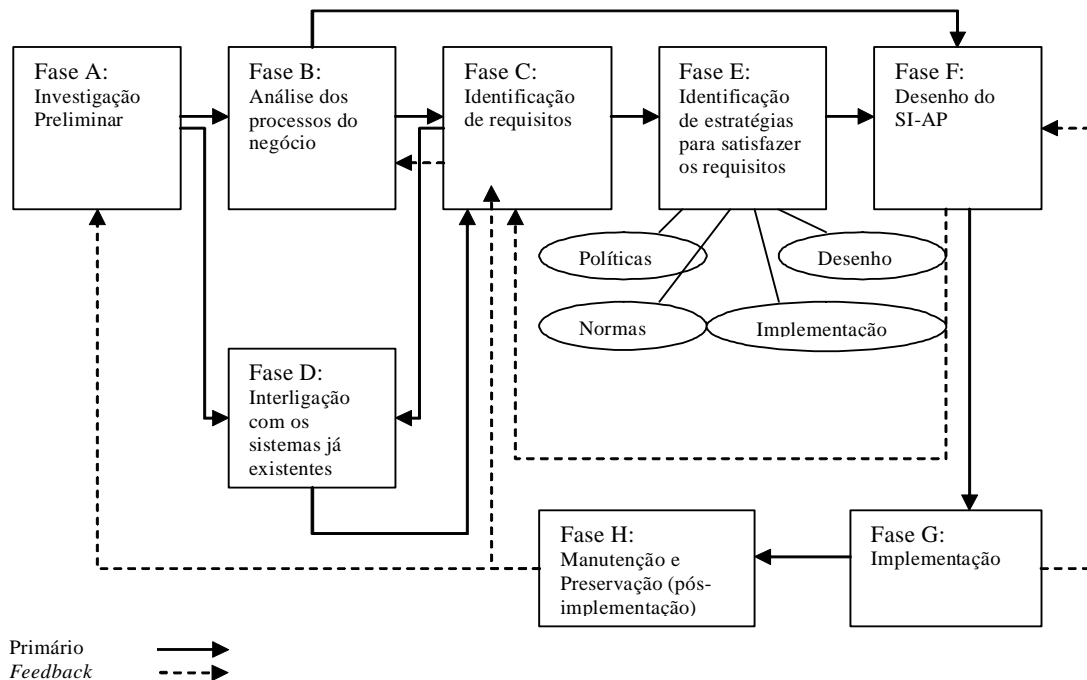 Fase A:
Investigação
Preliminar
Fase B:
Análise dos
processos do
negócio
Fase C:
Identificação
de requisitos
Fase E:
Identificação
de estratégias
para satisfazer
os requisitos
Fase F:
Desenho do
SI-AP
Políticas
Desenho
Normas
Implementação
Fase D:
Interligação
com os
sistemas já
existentes
Fase H:
Manutenção e
Preservação (pós-
implementação)
Fase G:
Implementação
Primário
Feedback